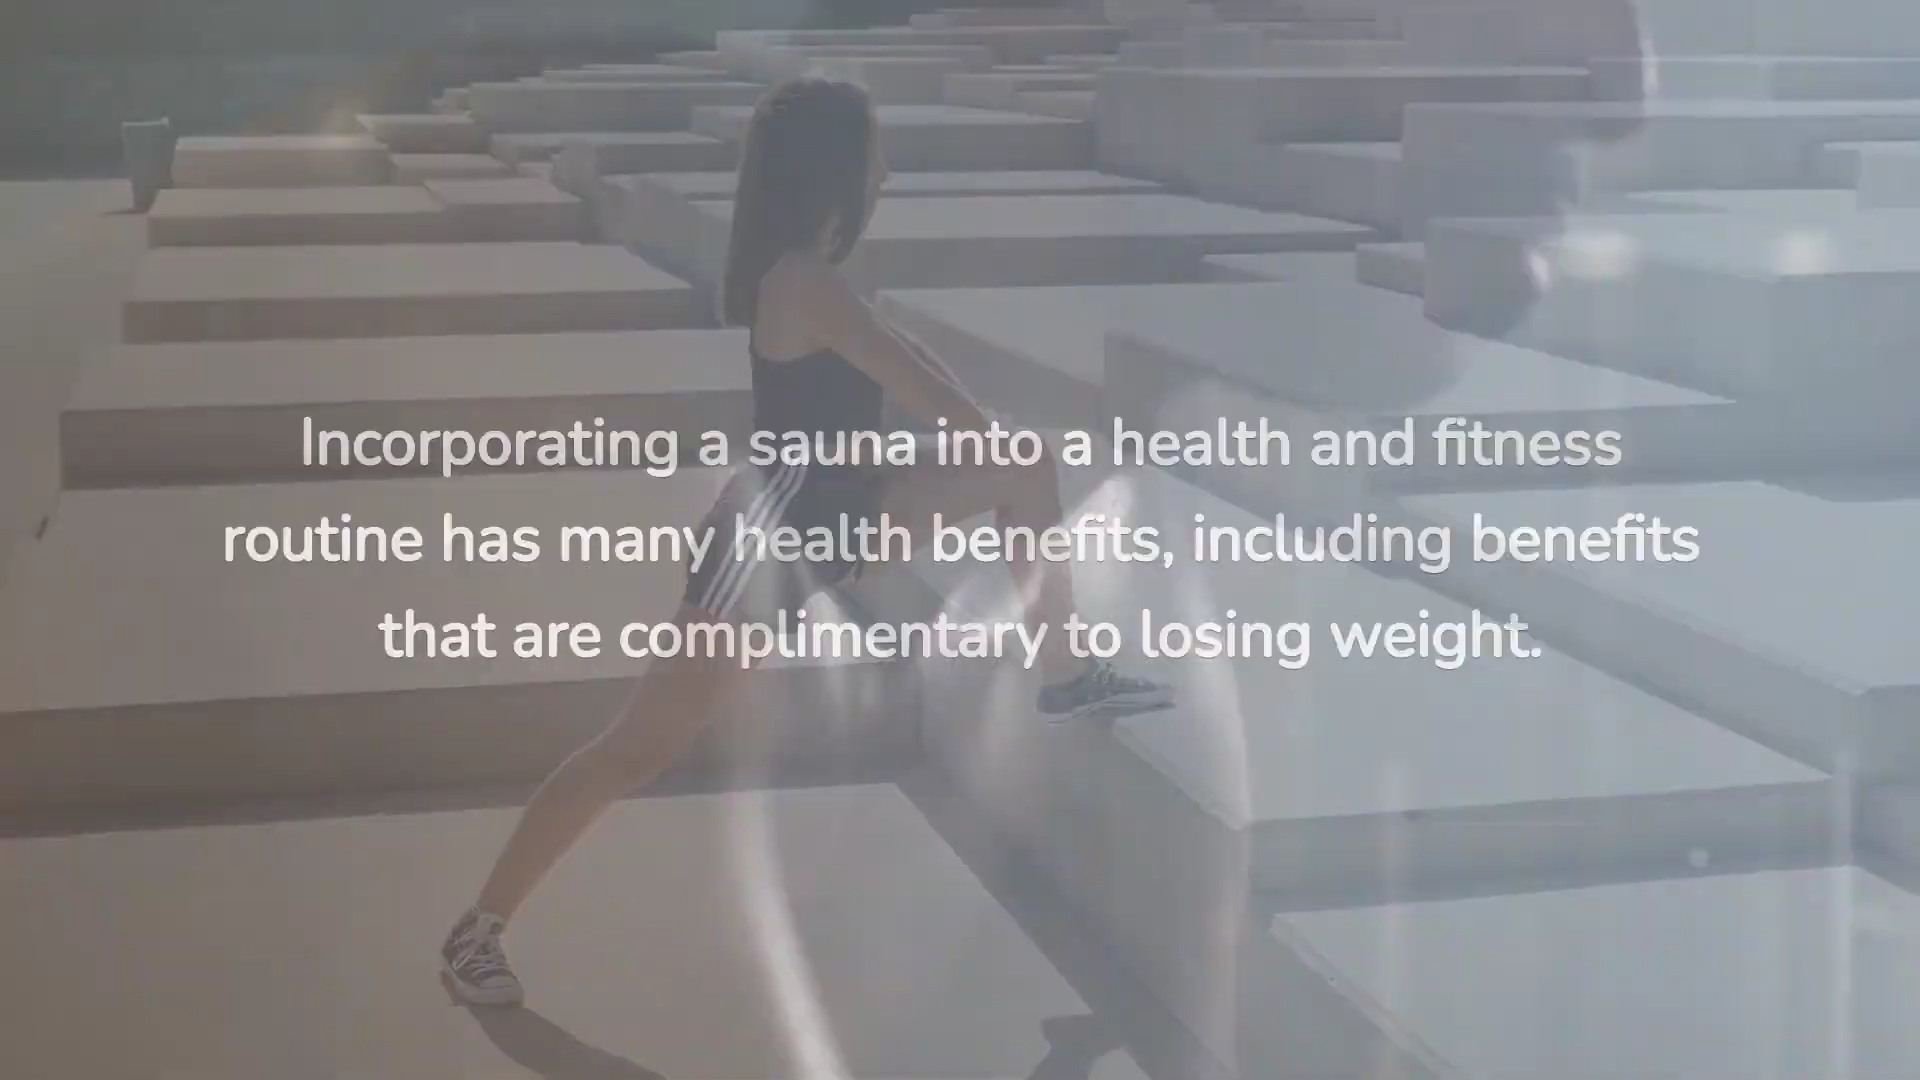 Incorporating a sauna into a health and fitness
routine has many health benefits, including benefits
that are complimentary to losing weight.